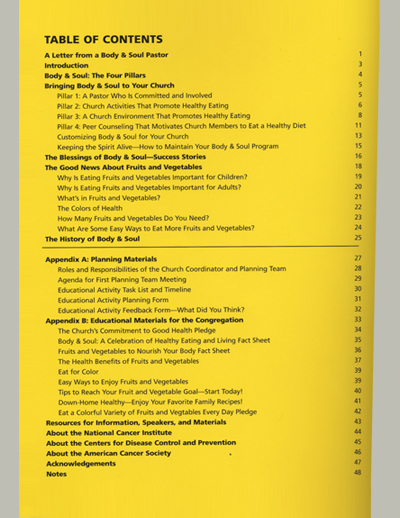 TABLE OF CONTENTS
A Letter from a Body & Soul Pastor 1
Introduction 3
Body & Soul: The Four Pillars 4
Bringing Body & Soul to Your Church 5
Pillar 1: A Pastor Who Is Committed and Involved 5
Pillar 2: Church Activities That Promote Healthy Eating 6
Pillar 3: A Church Environment That Promotes Healthy Eating 8
Pillar 4: Peer Counseling That Motivates Church Members to Eat a Healthy Diet 11
Customizing Body & Soul for Your Church 13
Keeping the Spirit Alive—How to Maintain Your Body & Soul Program 15
The Blessings of Body & Soul—Success Stories 16
The Good News About Fruits and Vegetables 18
Why Is Eating Fruits and Vegetables Important for Children? 19
Why Is Eating Fruits and Vegetables Important for Adults? 20
What's in Fruits and Vegetables? 21
The Colors of Health 22
How Many Fruits and Vegetables Do You Need? 23
What Are Some Easy Ways to Eat More Fruits and Vegetables? 24
The History of Body & Soul 25
Appendix A: Planning Materials 27
Roles and Responsibilities of the Church Coordinator and Planning Team 28
Agenda for First Planning Team Meeting 29
Educational Activity Task List and Timeline 30
Educational Activity Planning Form 31
Educational Activity Feedback Form—What Did You Think? 32
Appendix B: Educational Materials for the Congregation 33
The Church's Commitment to Good Health Pledge 34
Body & Soul: A Celebration of Healthy Eating and Living Fact Sheet 35
Fruits and Vegetables to Nourish Your Body Fact Sheet 36
The Health Benefits of Fruits and Vegetables 37
Eat for Color 39
Easy Ways to Enjoy Fruits and Vegetables 39
Tips to Reach Your Fruit and Vegetable Goal—Start Today! 40
Down-Home Healthy—Enjoy Your Favorite Family Recipes! 41
Eat a Colorful Variety of Fruits and Vegtables Every Day Pledge 42
Resources for Information, Speakers, and Materials 43
About the National Cancer Institute 44
About the Centers for Disease Control and Prevention 45
About the American Cancer Society 46
Acknowledgements 47
Notes 48